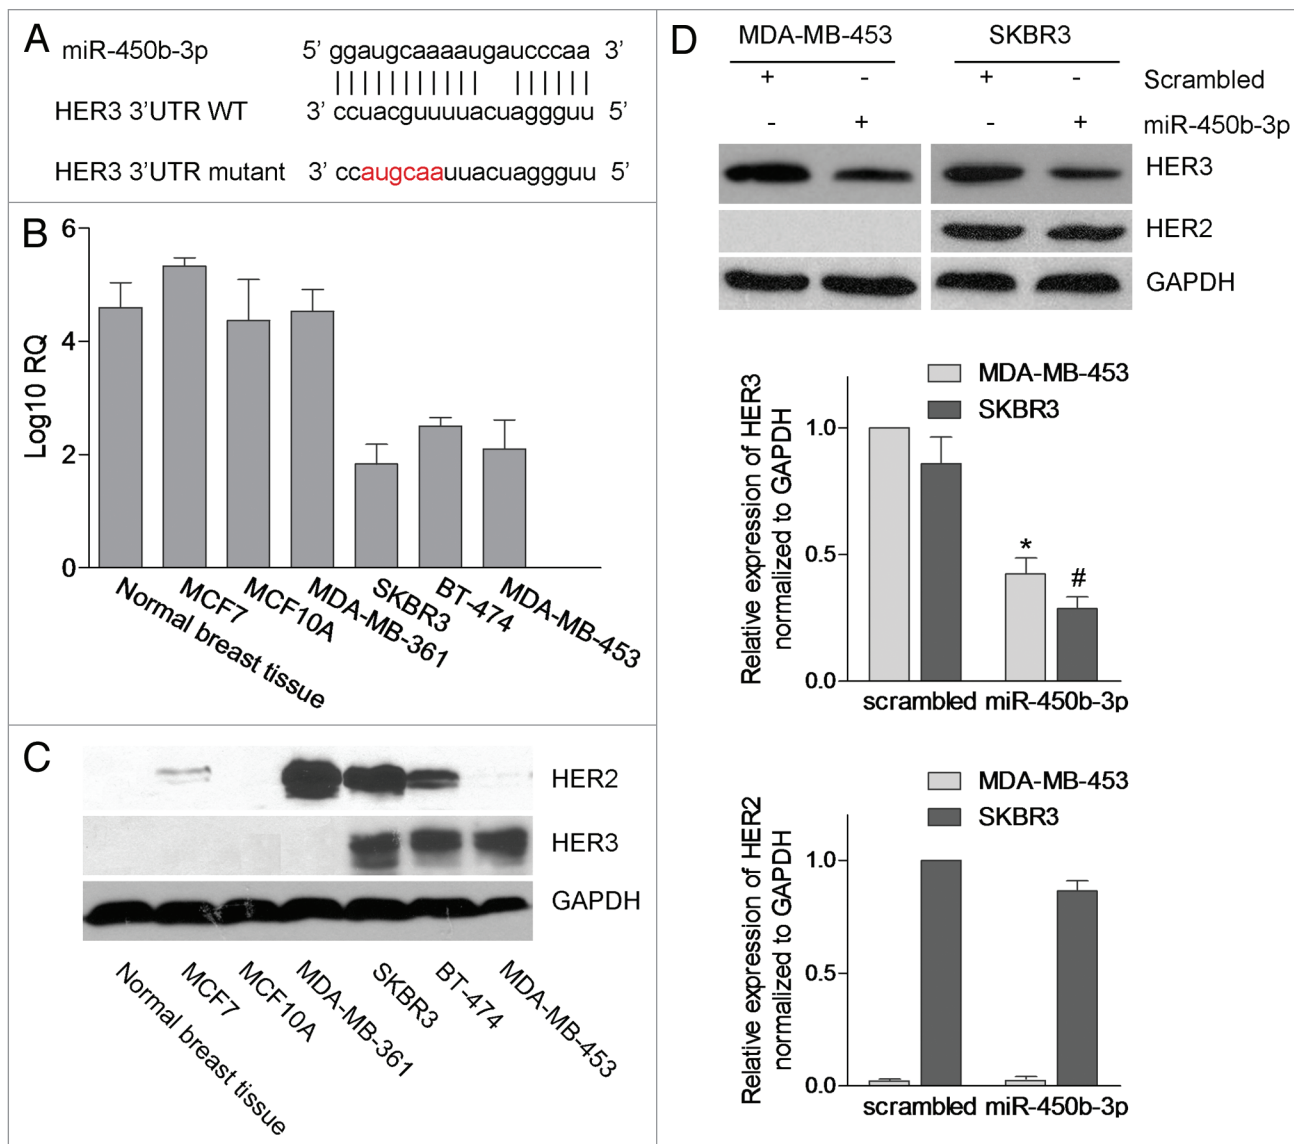 A
miR-450b-3p 5’ ggaugcaaaaugaucccaa 3’
HER3 3’UTR WT 3’ ccuacguuuuacuaggguu 5’
HER3 3’UTR mutant 3’ ccaugcaauuacuaggguu 5’
B
Log10 RQ
6
4
2
0
Normal breast tissue
MCF7
MCF10A
MDA-MB-361
SKBR3
BT-474
MDA-MB-453
C
HER2
HER3
GAPDH
Normal breast tissue
MCF7
MCF10A
MDA-MB-361
SKBR3
BT-474
MDA-MB-453
D
MDA-MB-453 SKBR3
+ - + - Scrambled
- + - + miR-450b-3p
HER3
HER2
GAPDH
MDA-MB-453
SKBR3
Relative expression of HER3
normalized to GAPDH
1.0
0.5
0.0
*
#
scrambled miR-450b-3p
MDA-MB-453
SKBR3
Relative expression of HER2
normalized to GAPDH
1.0
0.5
0.0
scrambled miR-450b-3p